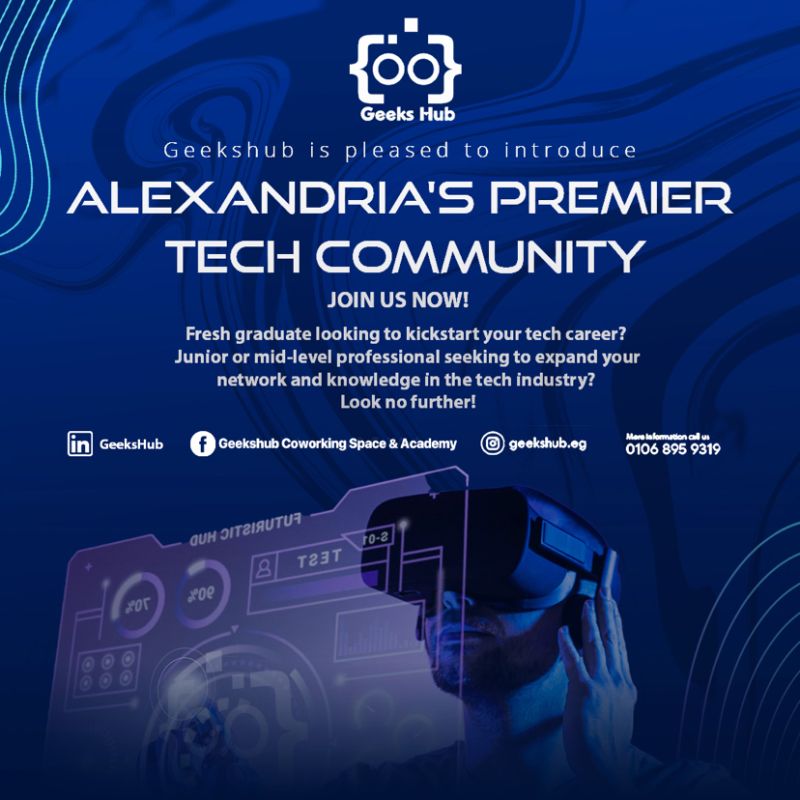 Geeks Hub
Geekshub is pleased to introduce
ALEXANDRIA'S PREMIER
TECH COMMUNITY
JOIN US NOW!
Fresh graduate looking to kickstart your tech career?
Junior or mid-level professional seeking to expand your
network and knowledge in the tech industry?
Look no further!
in GeeksHub
f Geekshub Coworking Space & Academy
geekshub.eg
More information call us
0106 895 9319
FUTURISTIC HUD
S-01
TEST
90%
70%